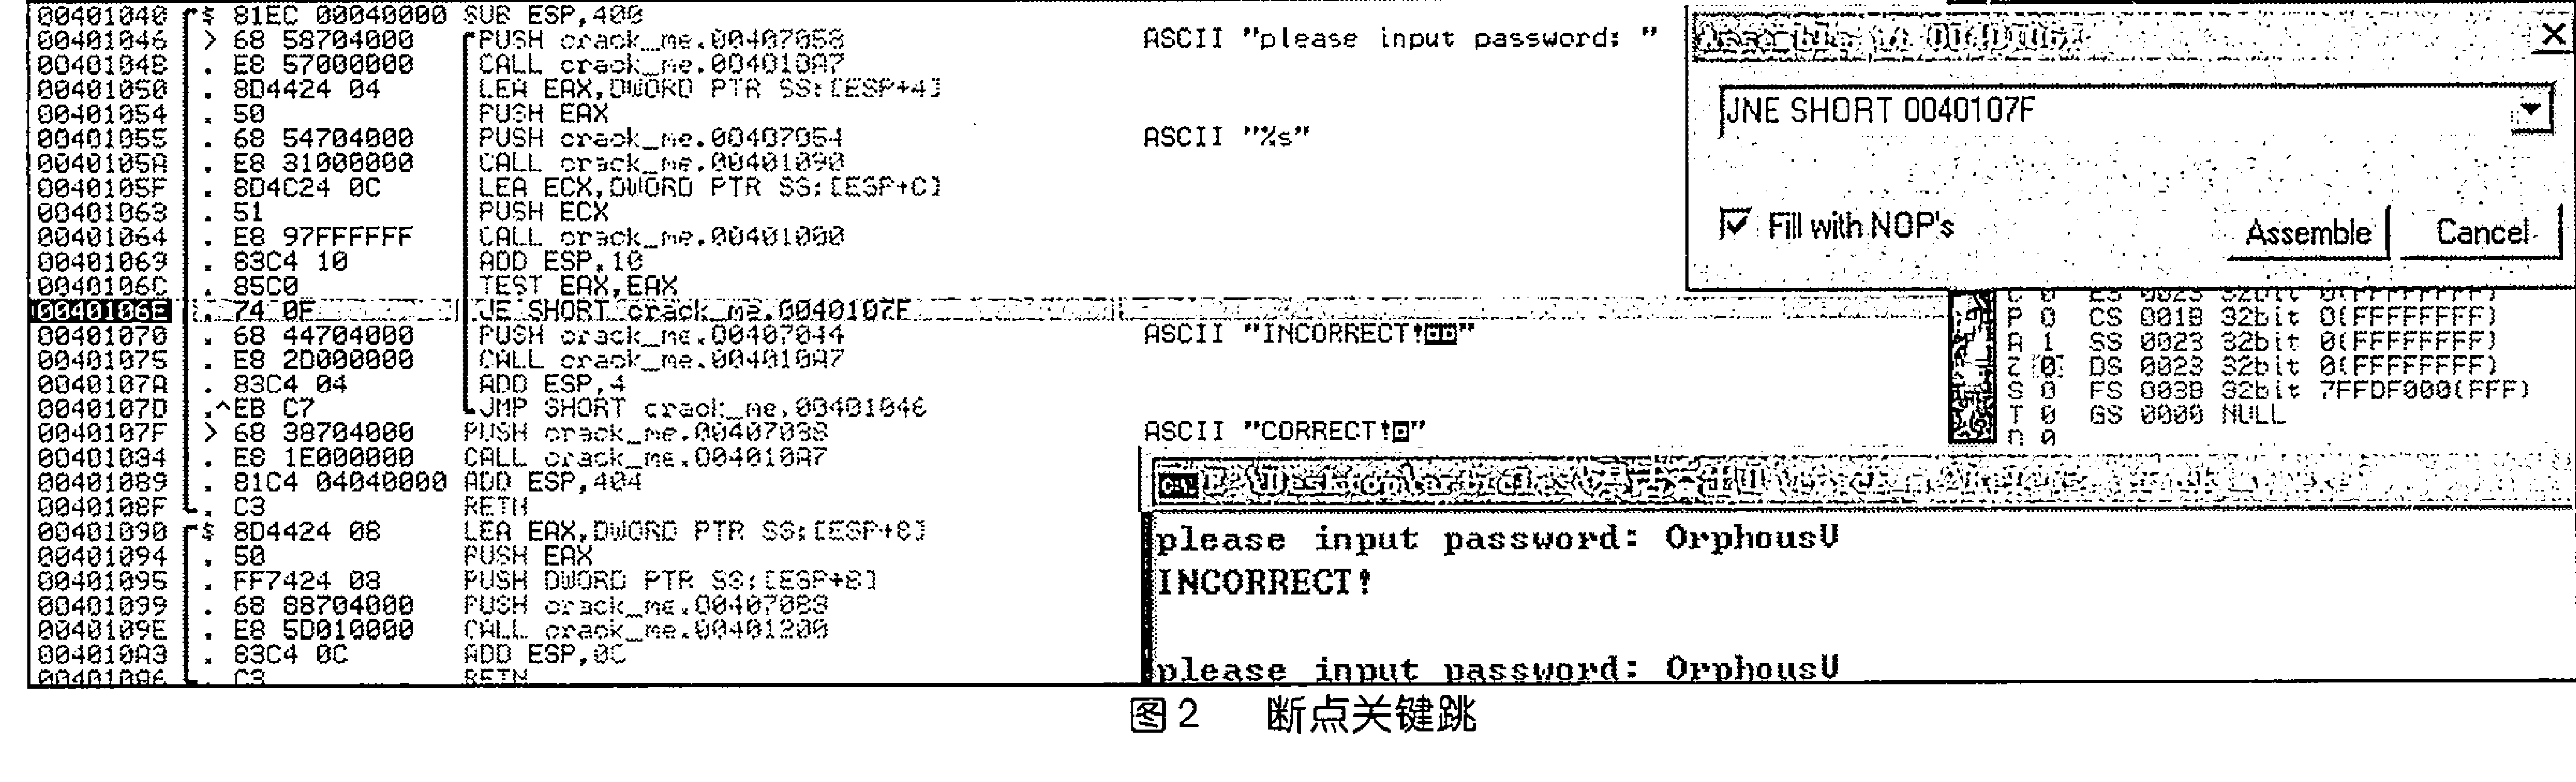 00401040 $ 81EC 00040000 SUB ESP,400
00401046 > 68 58704000 PUSH crack_me.00407058 ASCII "please input password: "
0040104B . E8 57000000 CALL crack_me.004010A7
00401050 . 8D4424 04 LEA EAX,DWORD PTR SS:[ESP+4]
00401054 . 50 PUSH EAX
00401055 . 68 54704000 PUSH crack_me.00407054 ASCII "%s"
0040105A . E8 31000000 CALL crack_me.00401090
0040105F . 8D4C24 0C LEA ECX,DWORD PTR SS:[ESP+C]
00401063 . 51 PUSH ECX
00401064 . E8 97FFFFFF CALL crack_me.00401000
00401069 . 83C4 10 ADD ESP,10
0040106C . 85C0 TEST EAX,EAX
0040106E . 74 0F JE SHORT crack_me.0040107F
00401070 . 68 44704000 PUSH crack_me.00407044 ASCII "INCORRECT!
00401075 . E8 2D000000 CALL crack_me.004010A7
0040107A . 83C4 04 ADD ESP,4
0040107D .^EB C7 JMP SHORT crack_me.00401046
0040107F > 68 38704000 PUSH crack_me.00407038 ASCII "CORRECT!
00401084 . E8 1E000000 CALL crack_me.004010A7
00401089 . 81C4 04040000 ADD ESP,404
0040108F . C3 RETN
00401090 $ 8D4424 08 LEA EAX,DWORD PTR SS:[ESP+8]
00401094 . 50 PUSH EAX
00401095 . FF7424 08 PUSH DWORD PTR SS:[ESP+8]
00401099 . 68 88704000 PUSH crack_me.00407088
0040109E . E8 5D010000 CALL crack_me.00401200
004010A3 . 83C4 0C ADD ESP,0C
004010A6 . C3 RETN
Assemble at 0040106E
JNE SHORT 0040107F
Fill with NOP's
Assemble
Cancel
C 0 ES 0023 32bit 0(FFFFFFFF)
P 0 CS 001B 32bit 0(FFFFFFFF)
A 1 SS 0023 32bit 0(FFFFFFFF)
Z 0 DS 0023 32bit 0(FFFFFFFF)
S 0 FS 003B 32bit 7FFDF000(FFF)
T 0 GS 0000 NULL
D 0
please input password: OrphousV
INCORRECT!
please input password: OrphousV
图2 断点关键跳